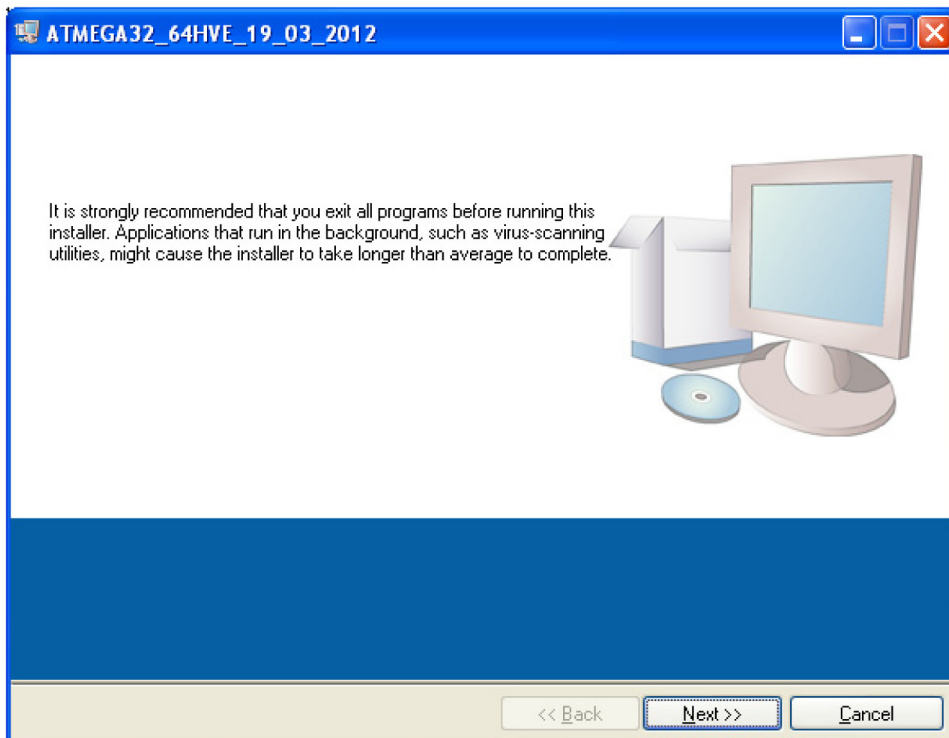 ATMEGA32_64HVE_19_03_2012
It is strongly recommended that you exit all programs before running this
installer. Applications that run in the background, such as virus-scanning
utilities, might cause the installer to take longer than average to complete.
<< Back
Next >>
Cancel